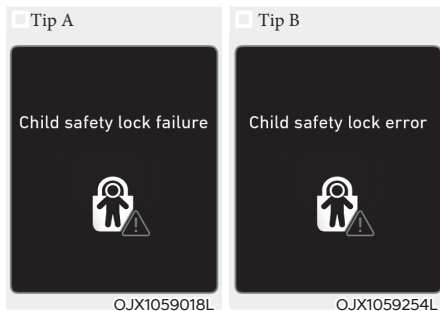 Tip A
Child safety lock failure
OJX1059018L
Tip B
Child safety lock error
OJX1059254L